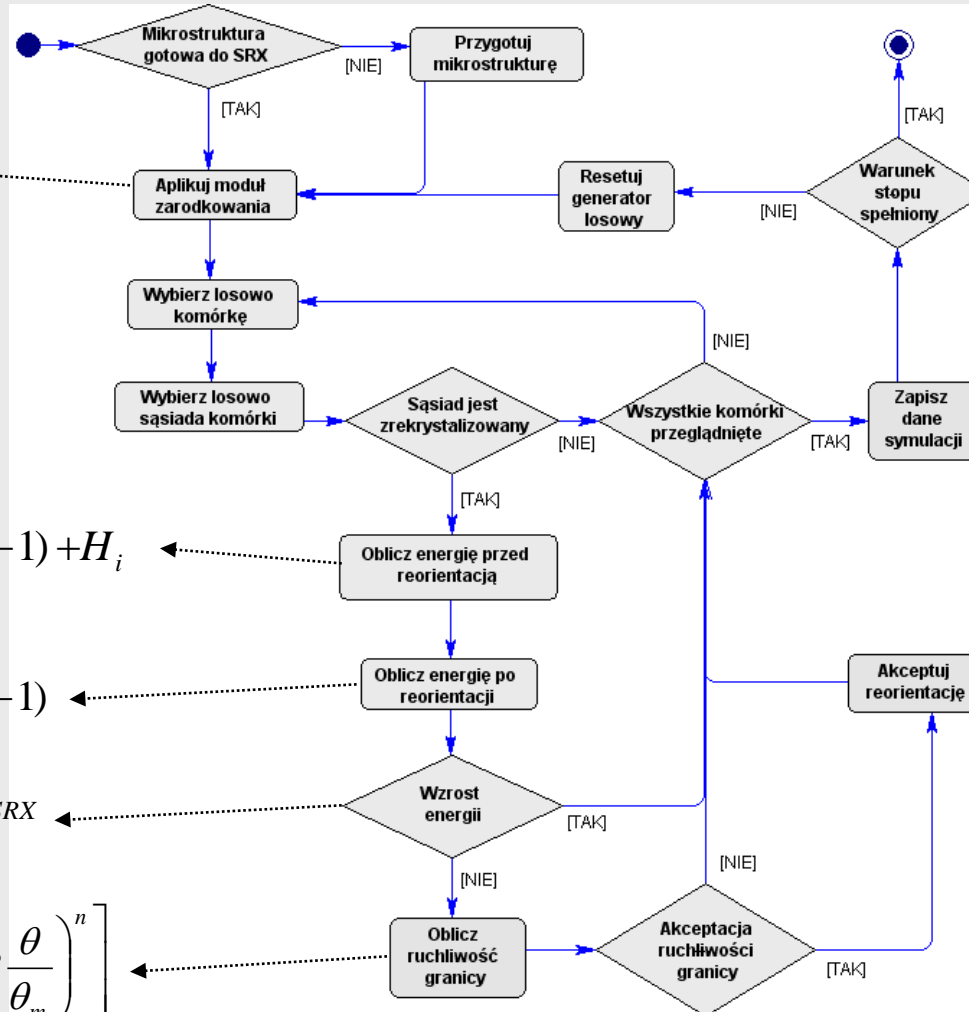 Mikrostruktura
gotowa do SRX
[NIE]
Przygotuj
mikrostrukturę
[TAK]
[TAK]
Aplikuj moduł
zarodkowania
Resetuj
generator
losowy
[NIE]
Warunek
stopu
spełniony
Wybierz losowo
komórkę
[NIE]
Wybierz losowo
sąsiada komórki
Sąsiad jest
zrekrystalizowany
[NIE]
Wszystkie komórki
przeglądnięte
[TAK]
Zapisz
dane
symulacji
[TAK]
−1) + H_i
Oblicz energię przed
reorientacją
−1)
Oblicz energię po
reorientacji
Akceptuj
reorientację
SRX
Wzrost
energii
[TAK]
[NIE]
[NIE]
θ/θ_m )^n ]
Oblicz
ruchliwość
granicy
Akceptacja
ruchliwości
granicy
[TAK]